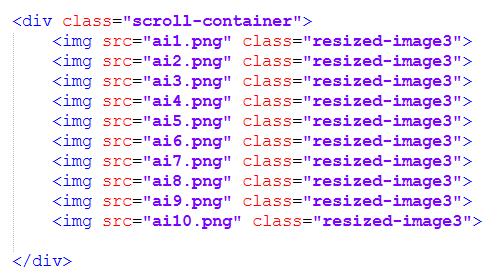 <div class="scroll-container">
<img src="ai1.png" class="resized-image3">
<img src="ai2.png" class="resized-image3">
<img src="ai3.png" class="resized-image3">
<img src="ai4.png" class="resized-image3">
<img src="ai5.png" class="resized-image3">
<img src="ai6.png" class="resized-image3">
<img src="ai7.png" class="resized-image3">
<img src="ai8.png" class="resized-image3">
<img src="ai9.png" class="resized-image3">
<img src="ai10.png" class="resized-image3">
</div>